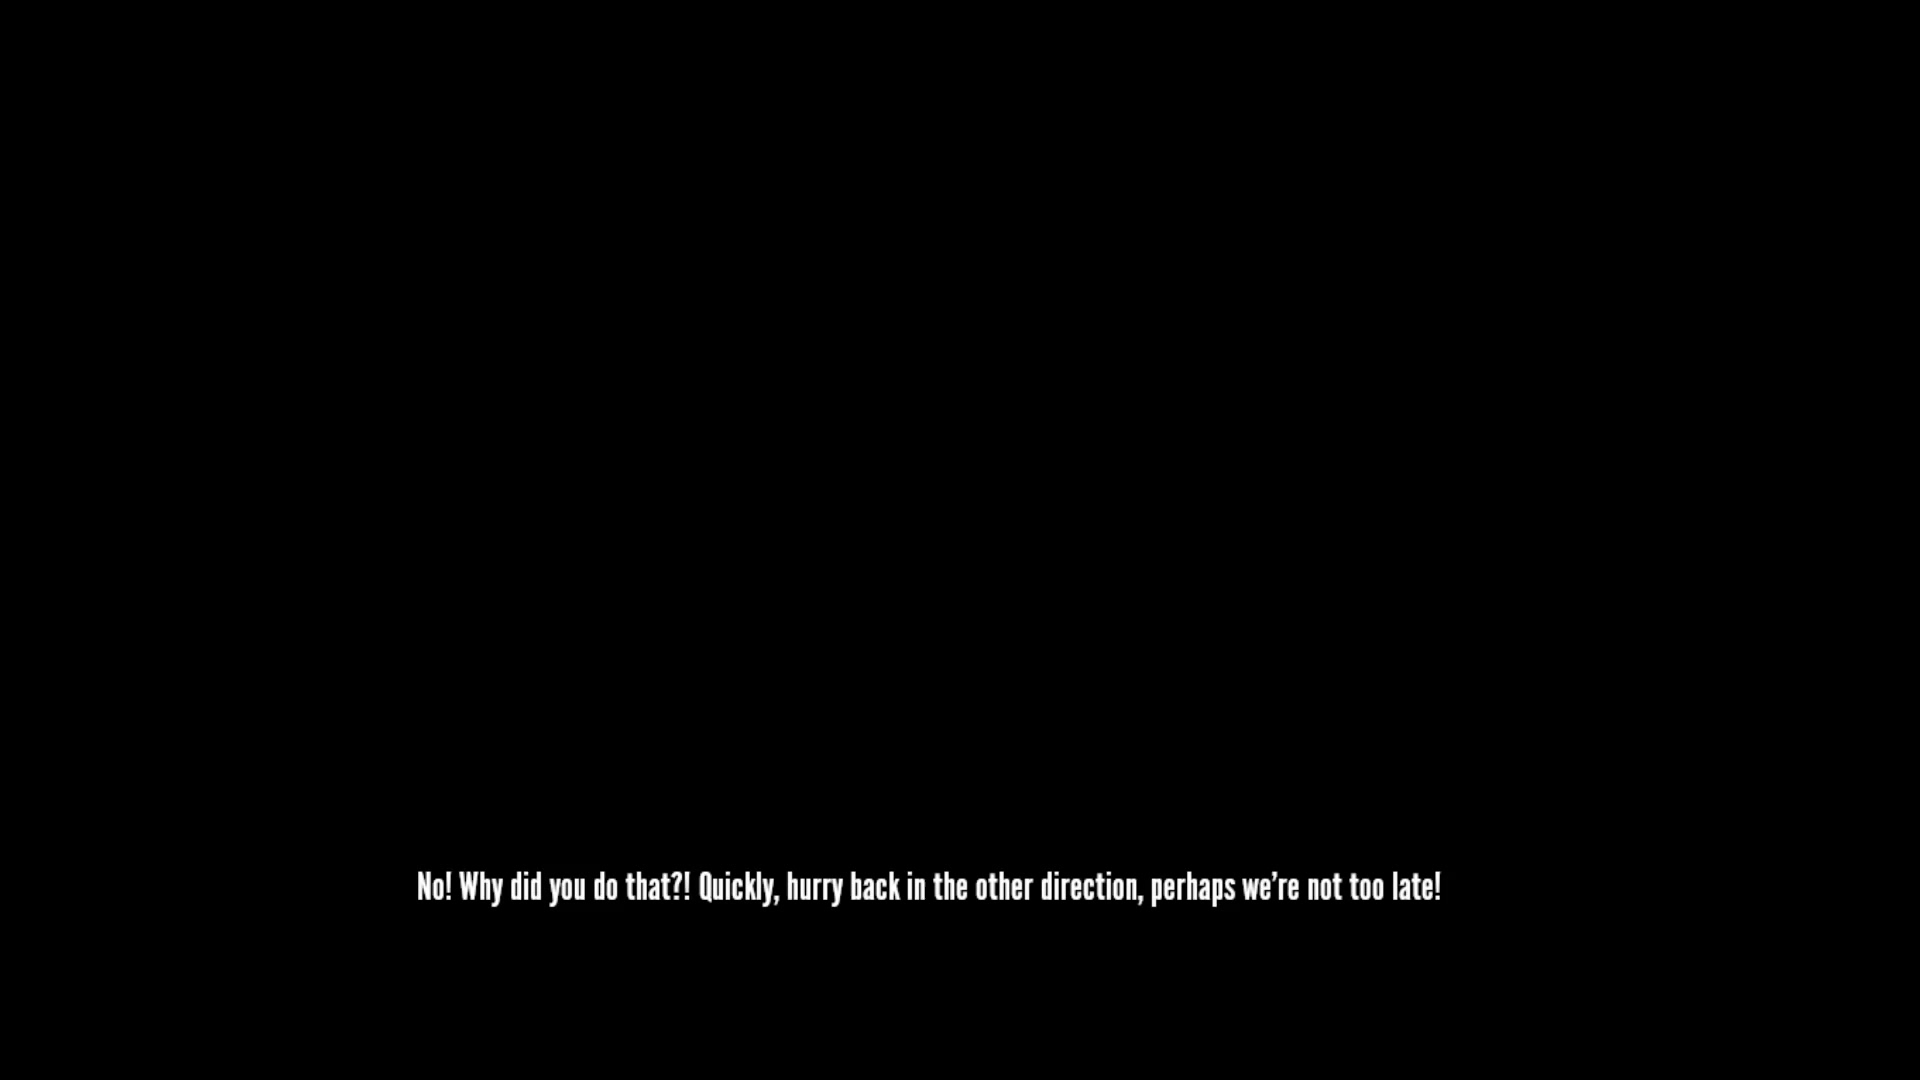 No! Why did you do that?! Quickly, hurry back in the other direction, perhaps we’re not too late!